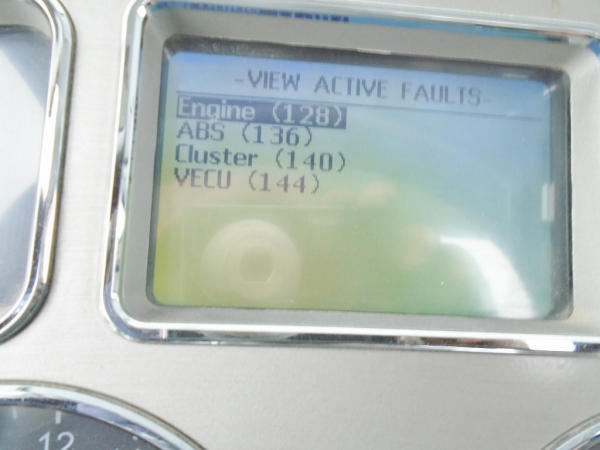 -VIEW ACTIVE FAULTS-
Engine (128)
ABS (136)
Cluster (140)
VECU (144)
12